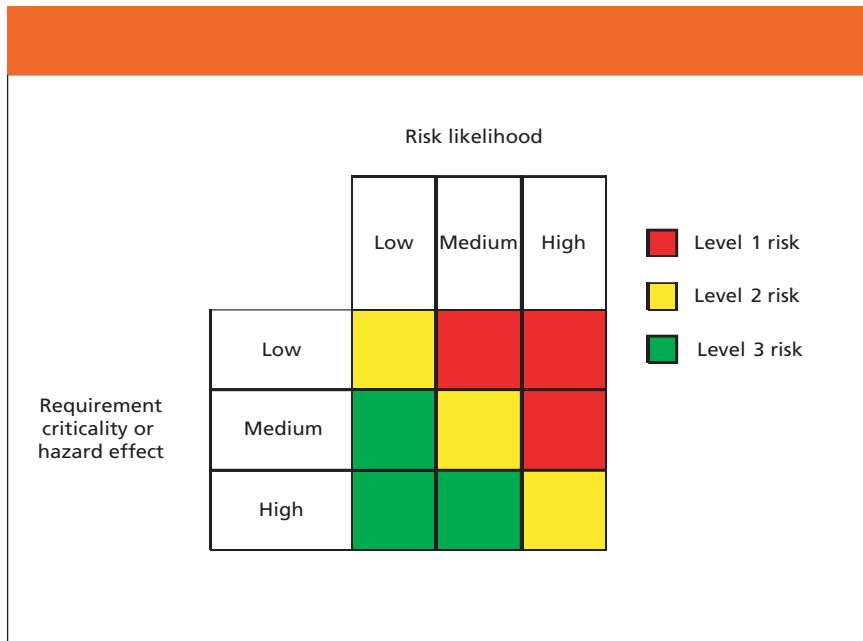 Risk likelihood
Low
Medium
High
Level 1 risk
Level 2 risk
Level 3 risk
Low
Requirement
criticality or
hazard effect
Medium
High